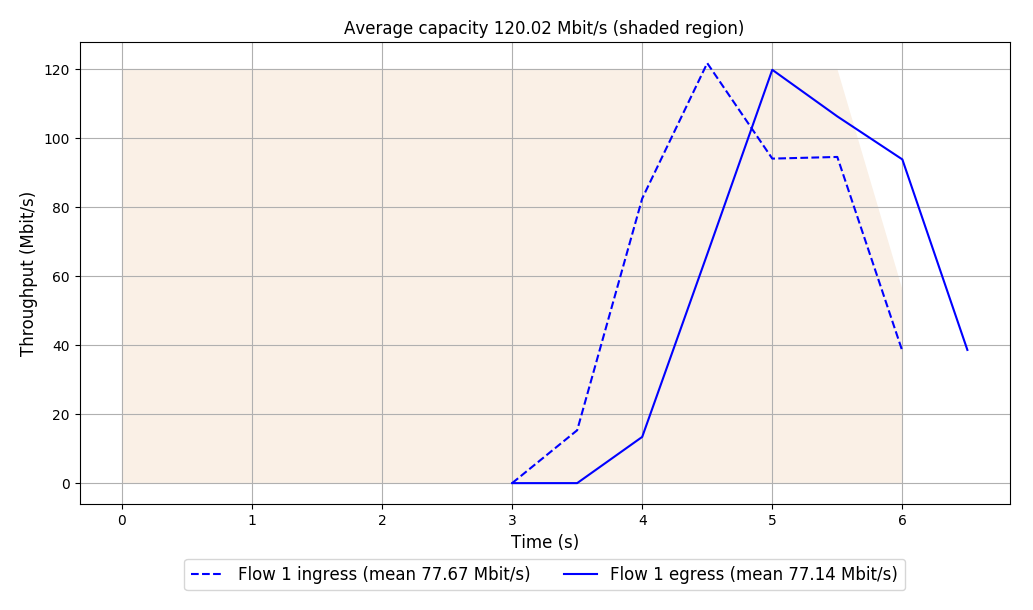 Average capacity 120.02 Mbit/s (shaded region)
Throughput (Mbit/s)
120
100
80
60
40
20
0
0 1 2 3 4 5 6
Time (s)
Flow 1 ingress (mean 77.67 Mbit/s) Flow 1 egress (mean 77.14 Mbit/s)